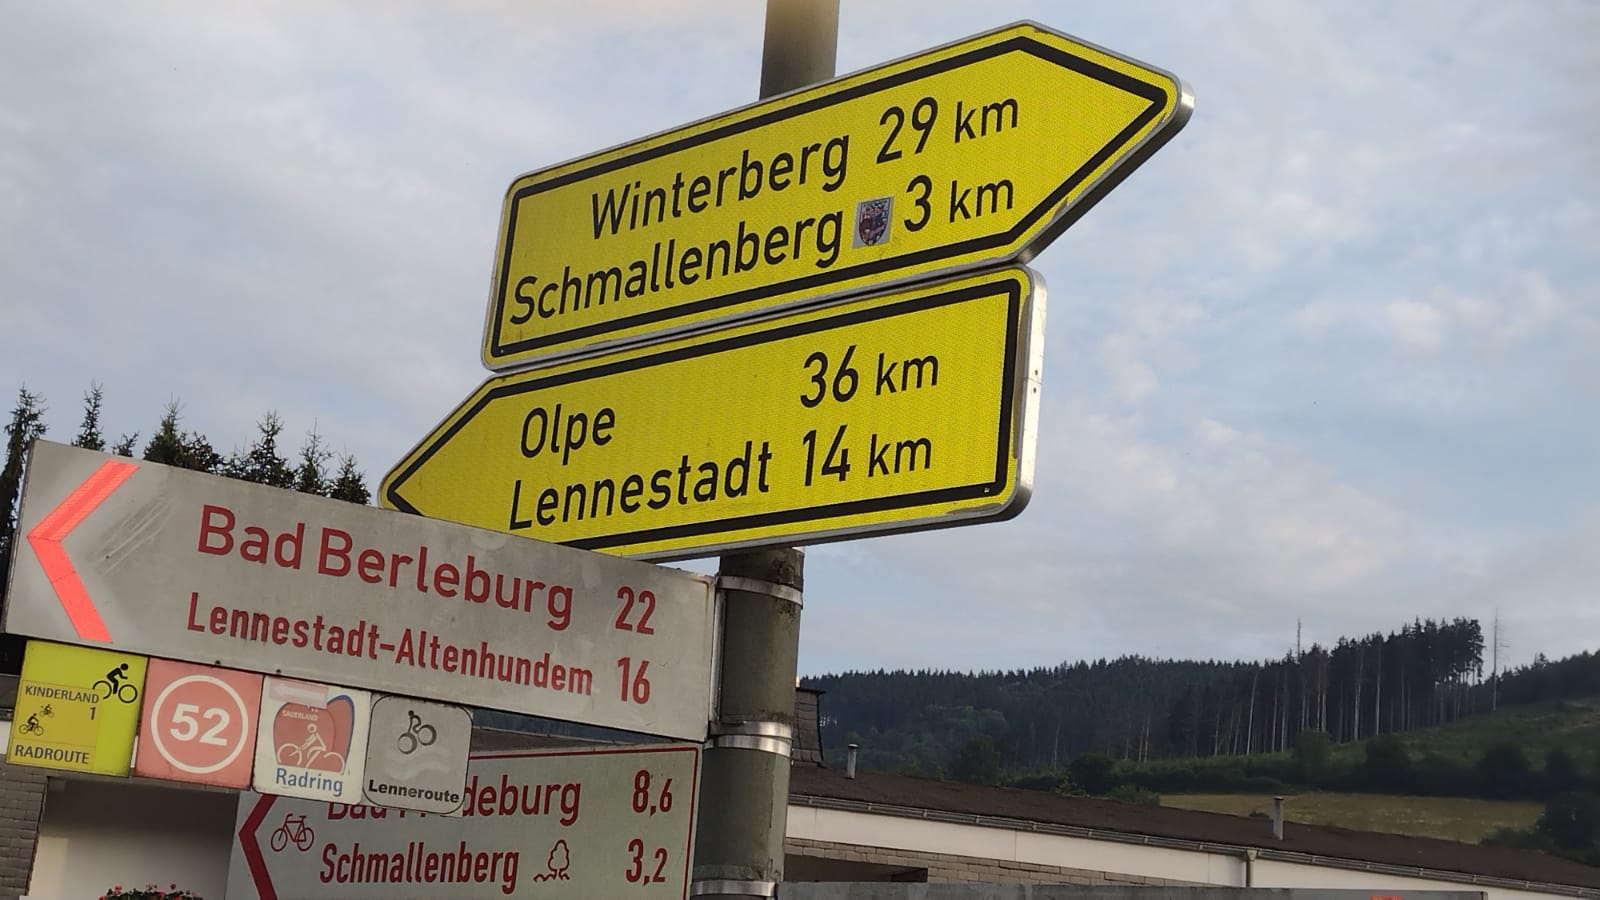 Winterberg 29 km
Schmallenberg 3 km
Olpe 36 km
Lennestadt 14 km
Bad Berleburg 22
Lennestadt-Altenhundem 16
KINDERLAND
1
RADROUTE
52
SAUERLAND
Radring
Lenneroute
Bad 8,6
Schmallenberg 3,2